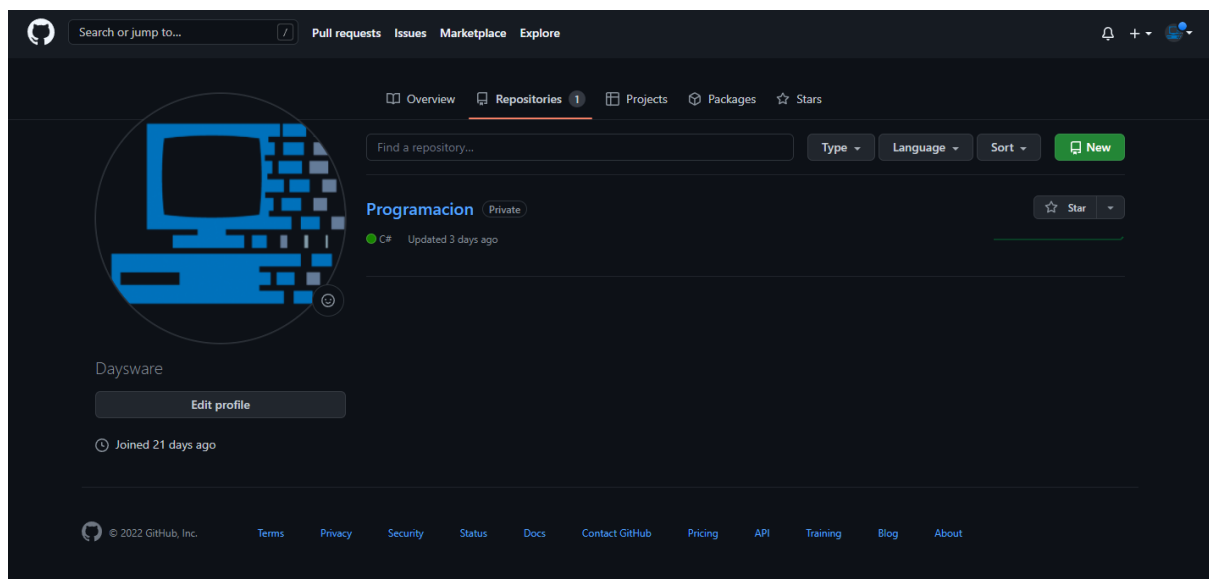 Search or jump to... / Pull requests Issues Marketplace Explore
Overview Repositories 1 Projects Packages Stars
Find a repository... Type Language Sort New
Programacion Private Star
C# Updated 3 days ago
Daysware
Edit profile
Joined 21 days ago
© 2022 GitHub, Inc. Terms Privacy Security Status Docs Contact GitHub Pricing API Training Blog About